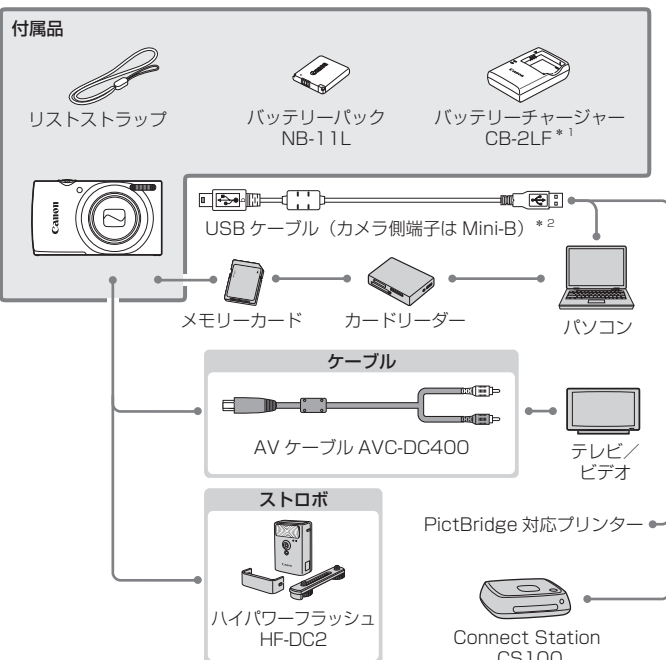 付属品
リストストラップ
バッテリーパック
NB-11L
バッテリーチャージャー
CB-2LF＊1
Canon
USB ケーブル（カメラ側端子は Mini-B）＊2
メモリーカード
カードリーダー
パソコン
ケーブル
AV ケーブル AVC-DC400
テレビ／
ビデオ
ストロボ
ハイパワーフラッシュ
HF-DC2
PictBridge 対応プリンター
Connect Station
CS100